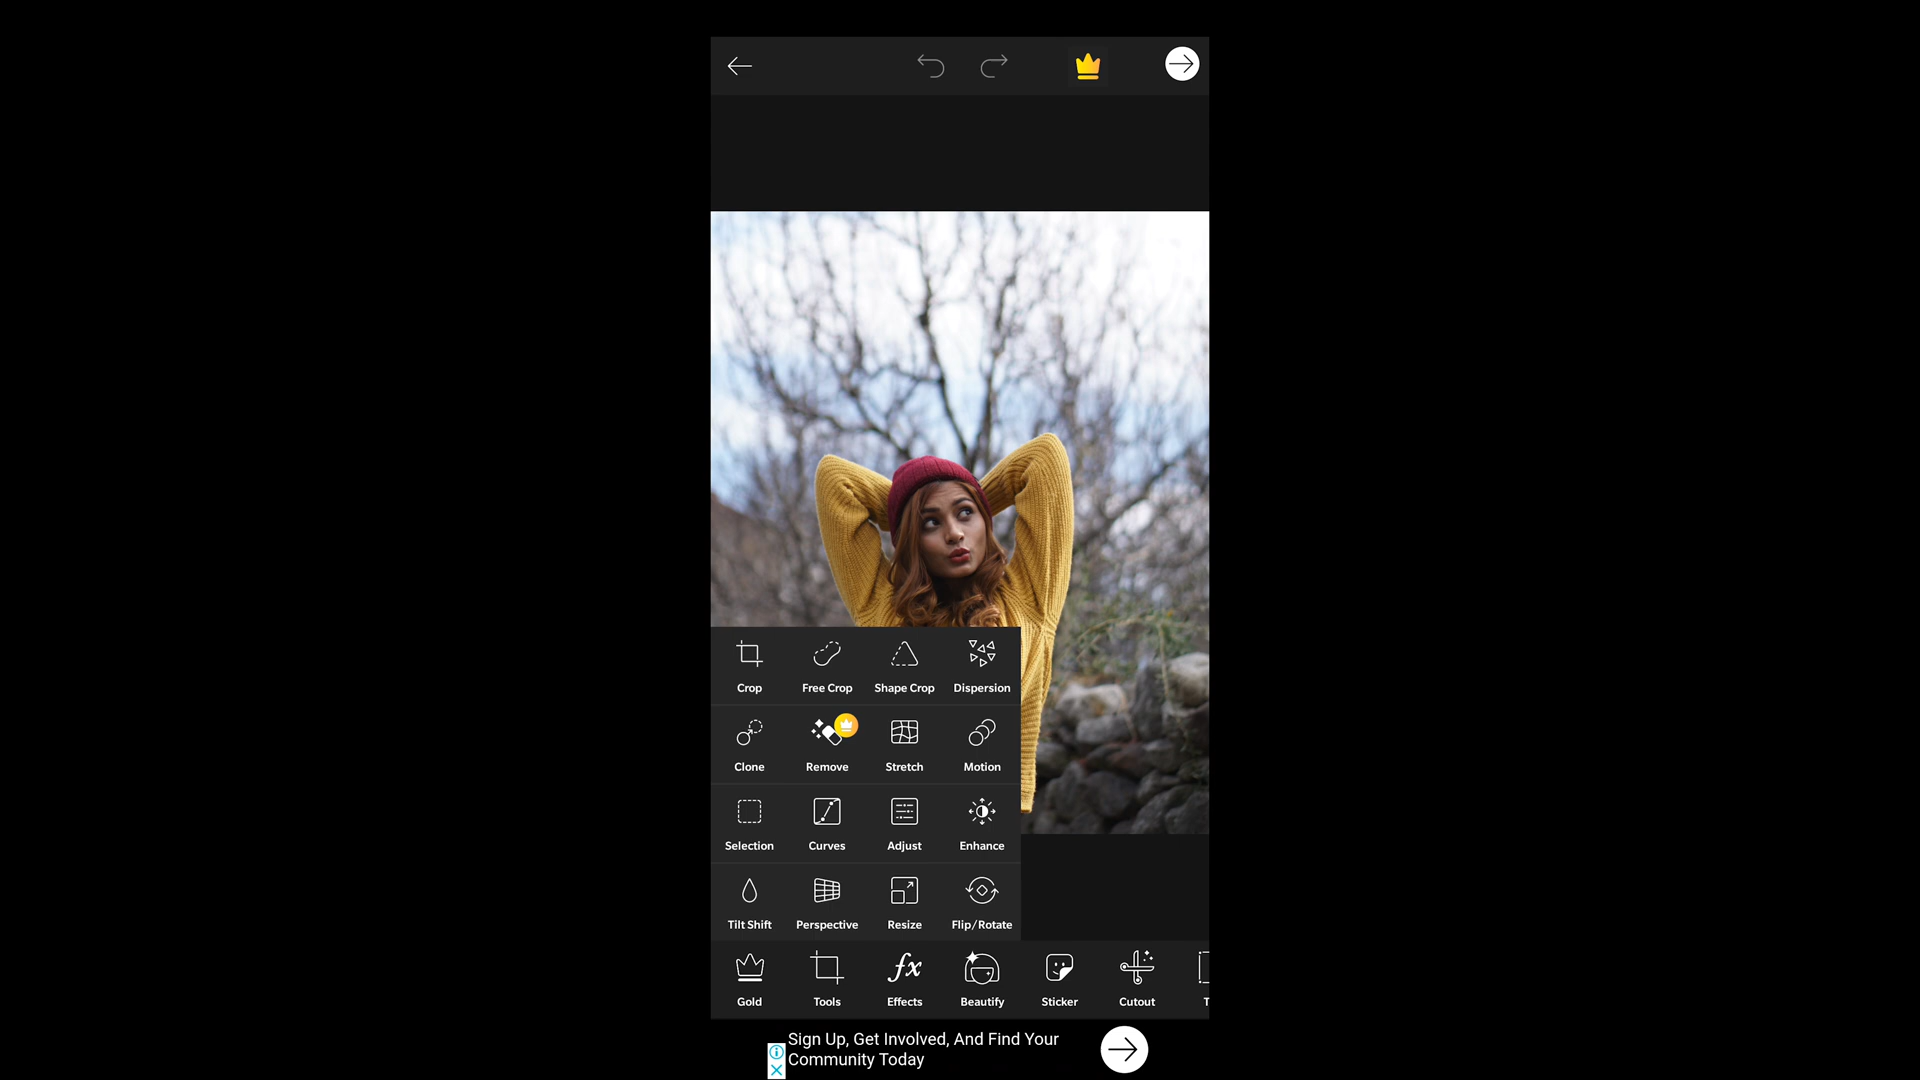 Crop Free Crop Shape Crop Dispersion
Clone Remove Stretch Motion
Selection Curves Adjust Enhance
Tilt Shift Perspective Resize Flip/Rotate
Gold Tools Effects Beautify Sticker Cutout T
Sign Up, Get Involved, And Find Your
Community Today